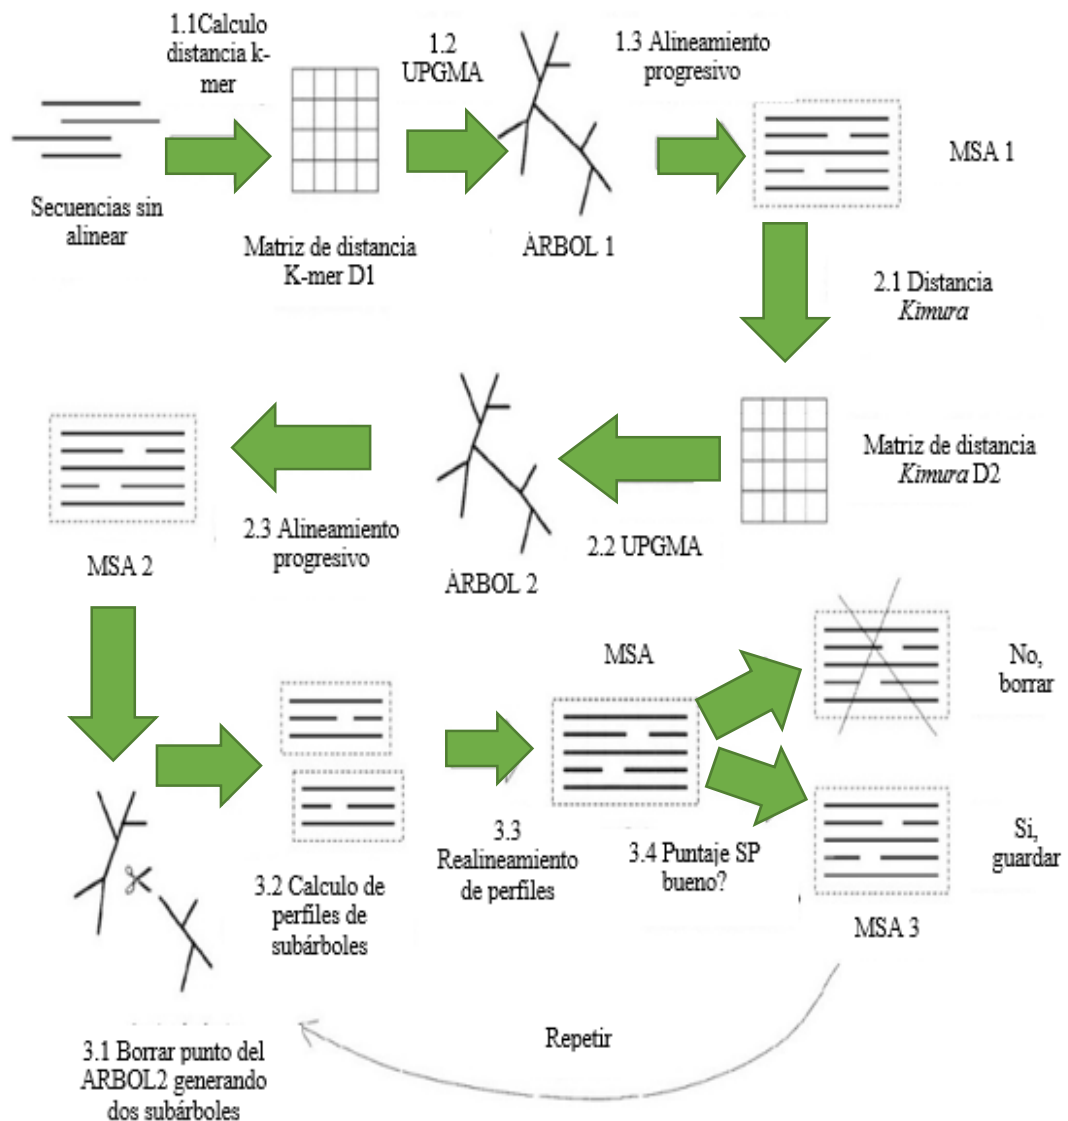 1.1Calculo
distancia k-
mer
1.2
UPGMA
1.3 Alineamiento
progresivo
MSA 1
Secuencias sin
alinear
Matriz de distancia
K-mer D1
ÁRBOL 1
2.1 Distancia
Kimura
Matriz de distancia
Kimura D2
2.2 UPGMA
ÁRBOL 2
2.3 Alineamiento
progresivo
MSA 2
3.1 Borrar punto del
ARBOL2 generando
dos subárboles
3.2 Calculo de
perfiles de
subárboles
3.3
Realineamiento
de perfiles
MSA
3.4 Puntaje SP
bueno?
No,
borrar
Si,
guardar
MSA 3
Repetir